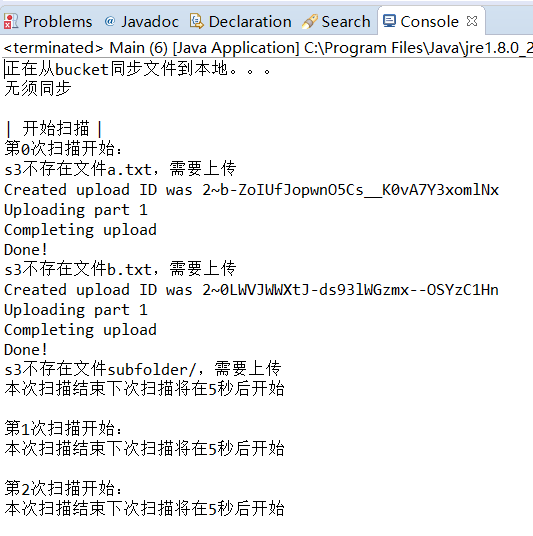 Problems @ Javadoc Declaration Search Console
<terminated> Main (6) [Java Application] C:\Program Files\Java\jre1.8.0_2
正在从bucket同步文件到本地。。。
无须同步
| 开始扫描 |
第0次扫描开始：
s3不存在文件a.txt，需要上传
Created upload ID was 2~b-ZoIUfJopwnO5Cs__K0vA7Y3xomlNx
Uploading part 1
Completing upload
Done!
s3不存在文件b.txt，需要上传
Created upload ID was 2~0LWVJWWXtJ-ds93lWGzmx--OSYzC1Hn
Uploading part 1
Completing upload
Done!
s3不存在文件subfolder/，需要上传
本次扫描结束下次扫描将在5秒后开始
第1次扫描开始：
本次扫描结束下次扫描将在5秒后开始
第2次扫描开始：
本次扫描结束下次扫描将在5秒后开始